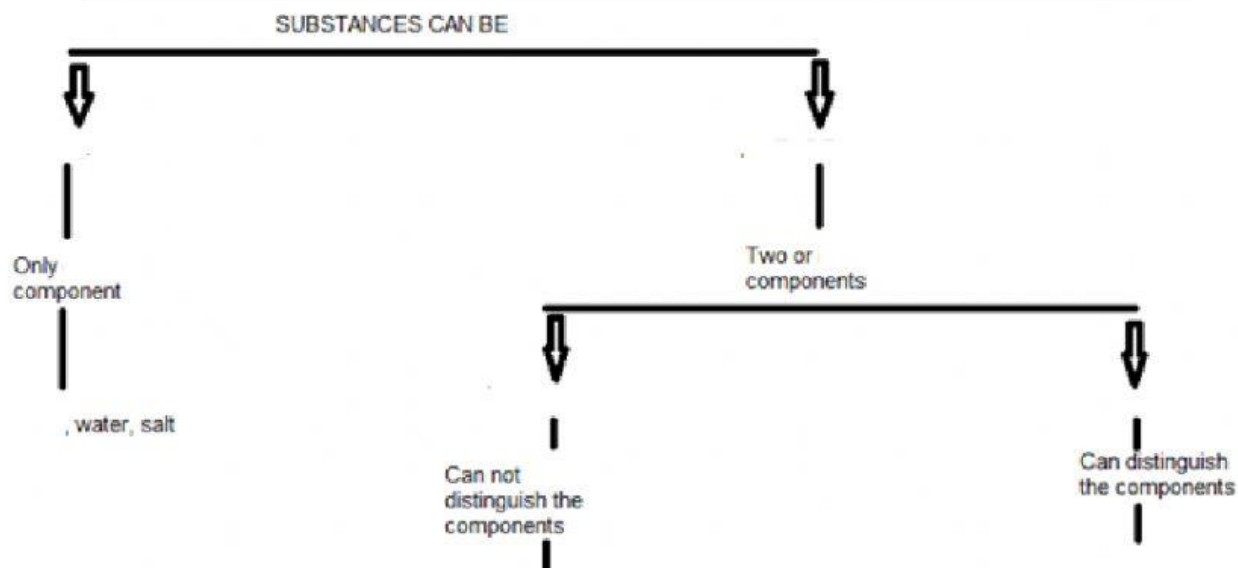 SUBSTANCES CAN BE
Only
component
Two or
components
, water, salt
Can not
distinguish the
components
Can distinguish
the components